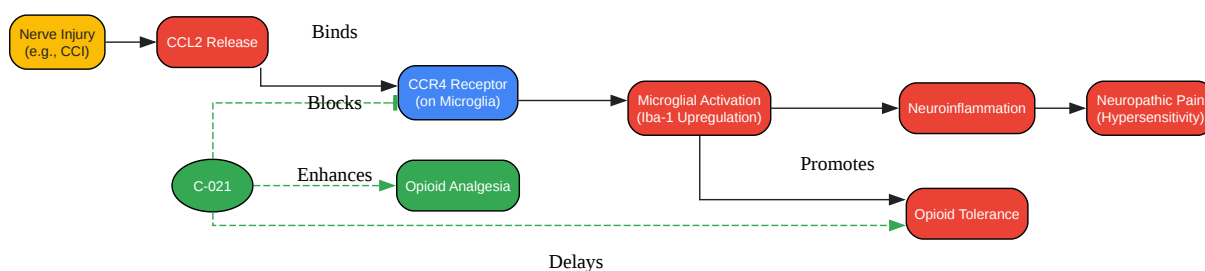 Nerve Injury
(e.g., CCI)
CCL2 Release
Binds
CCR4 Receptor
(on Microglia)
Blocks
Microglial Activation
(Iba-1 Upregulation)
Neuroinflammation
Neuropathic Pain
(Hypersensitivity)
C-021
Enhances
Opioid Analgesia
Promotes
Opioid Tolerance
Delays